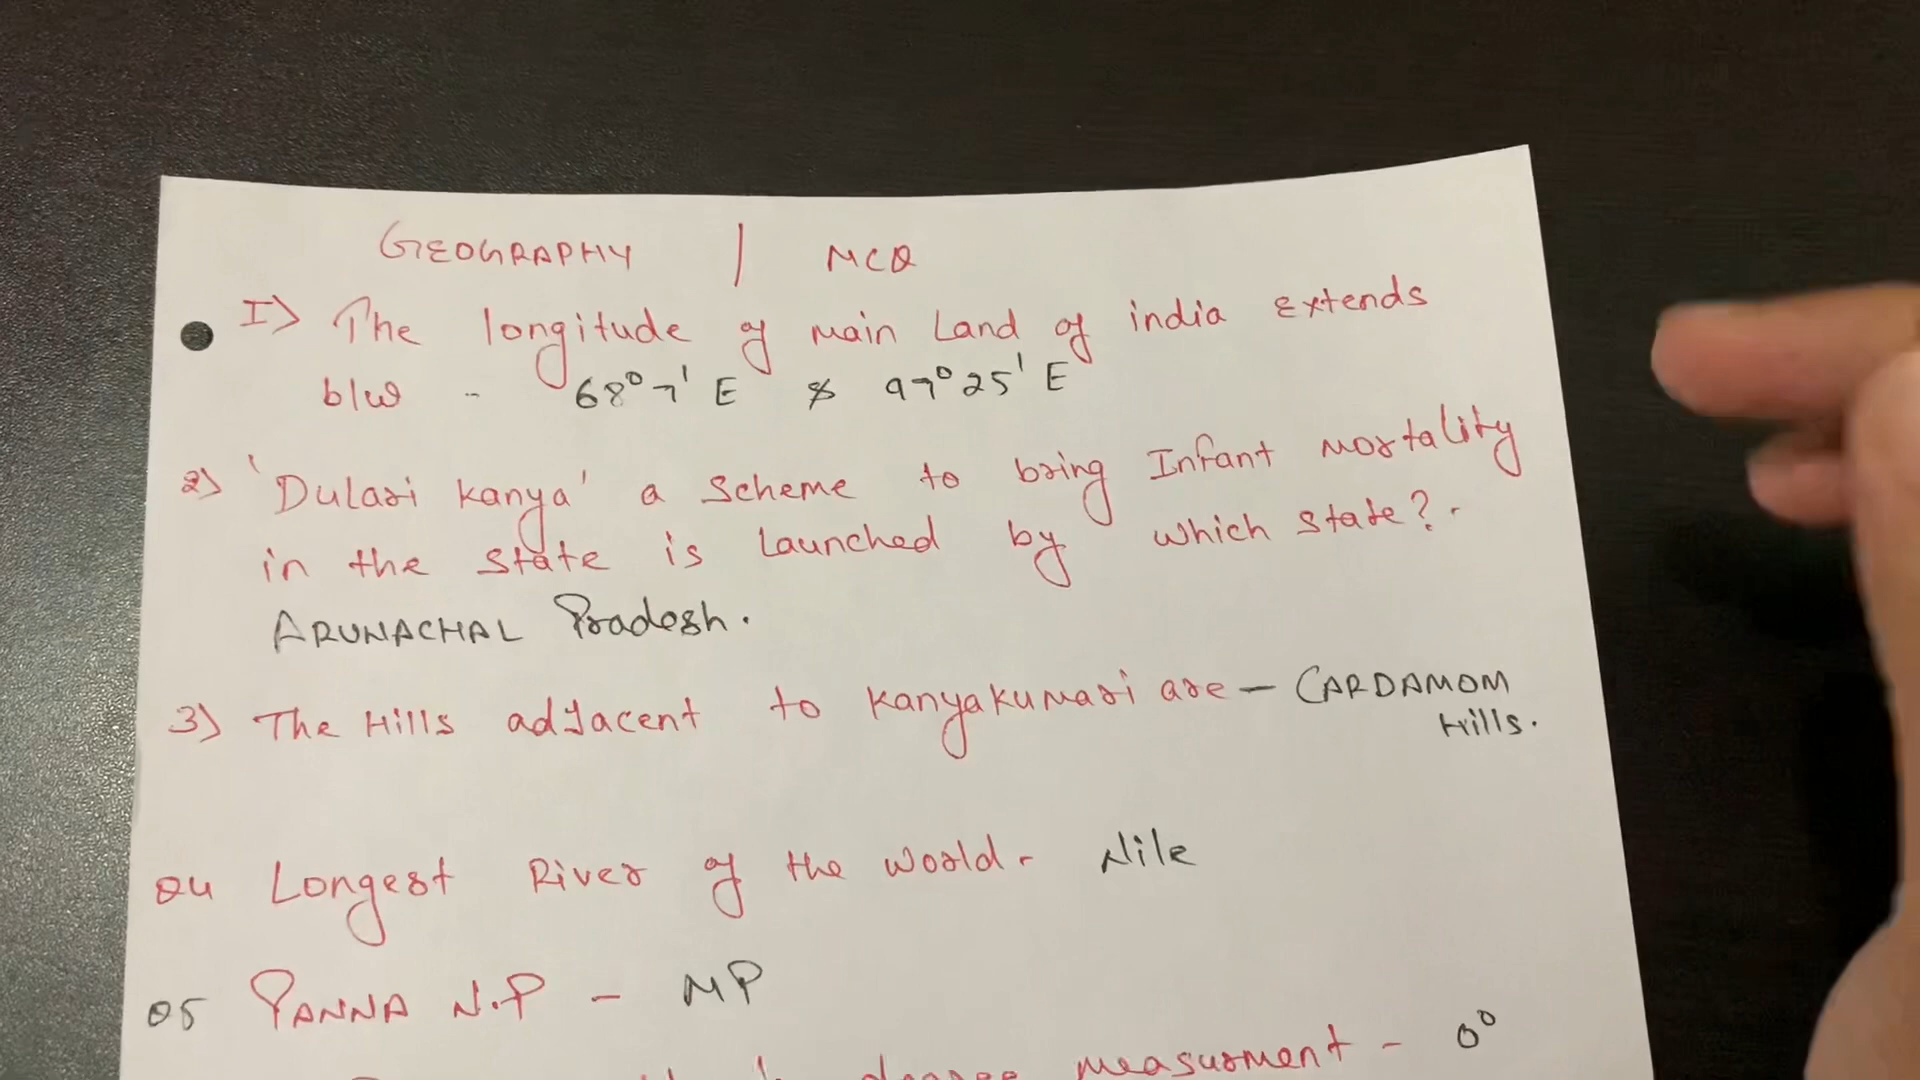 GEOGRAPHY | MCQ
I) The longitude of main Land of india extends
b/w - 68°7' E & 97°25' E
2) 'Dulari kanya' a Scheme to bring Infant mortality
in the state is Launched by which state? -
ARUNACHAL Pradesh.
3) The Hills adjacent to kanyakumari are - CARDAMOM
Hills.
04 Longest River of the world - Nile
05 PANNA N.P - MP
degree measurment - 0°